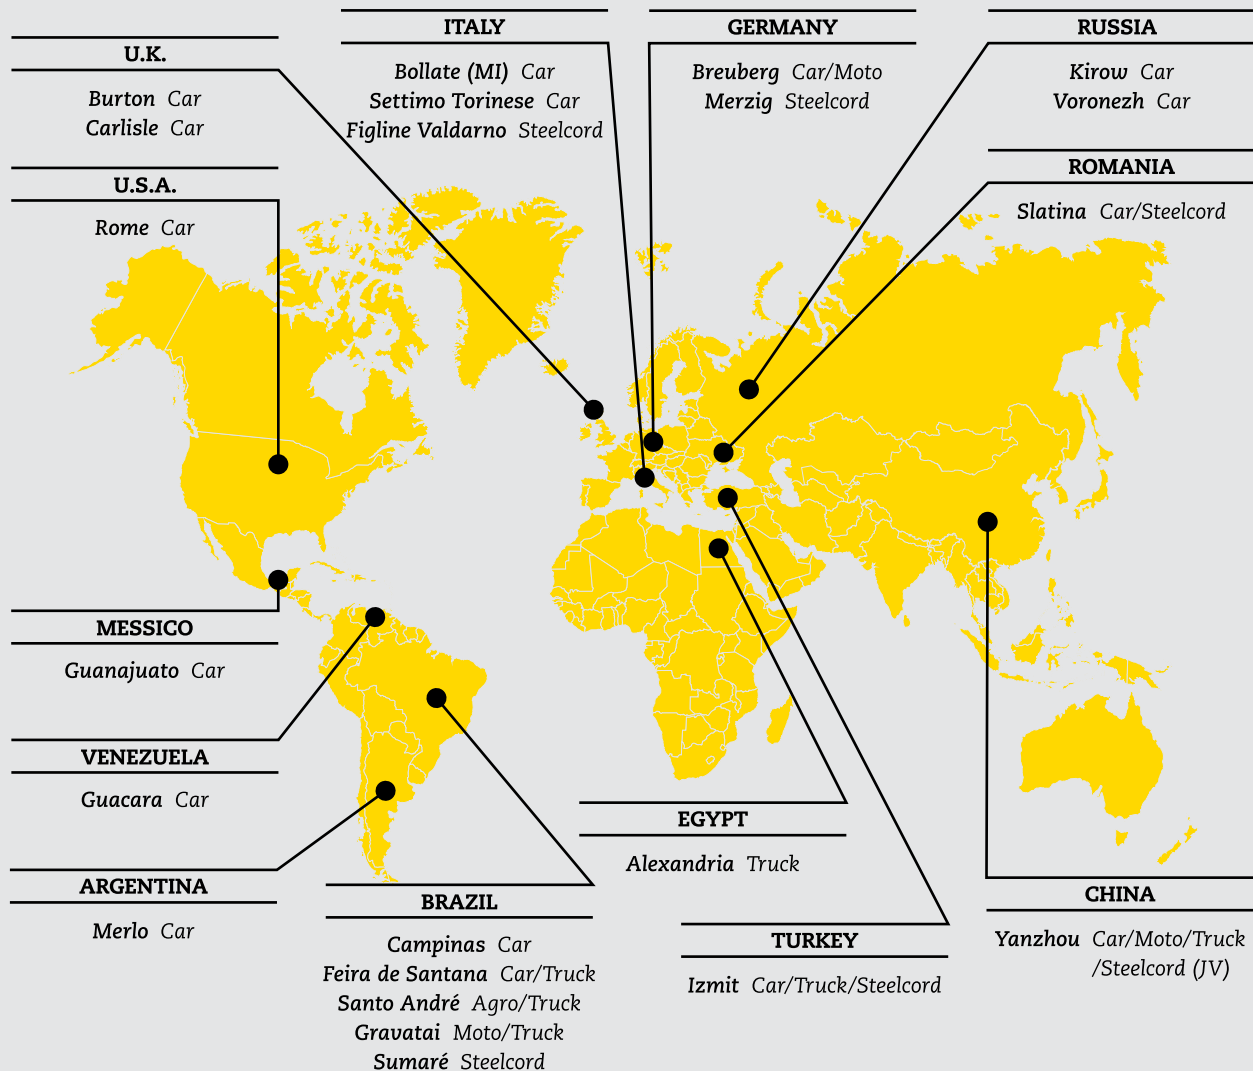 U.K.
Burton Car
Carlisle Car
U.S.A.
Rome Car
ITALY
Bollate (MI) Car
Settimo Torinese Car
Figline Valdarno Steelcord
GERMANY
Breuberg Car/Moto
Merzig Steelcord
RUSSIA
Kirow Car
Voronezh Car
ROMANIA
Slatina Car/Steelcord
MESSICO
Guanajuato Car
VENEZUELA
Guacara Car
ARGENTINA
Merlo Car
BRAZIL
Campinas Car
Feira de Santana Car/Truck
Santo André Agro/Truck
Gravatai Moto/Truck
Sumaré Steelcord
EGYPT
Alexandria Truck
TURKEY
Izmit Car/Truck/Steelcord
CHINA
Yanzhou Car/Moto/Truck
/Steelcord (JV)